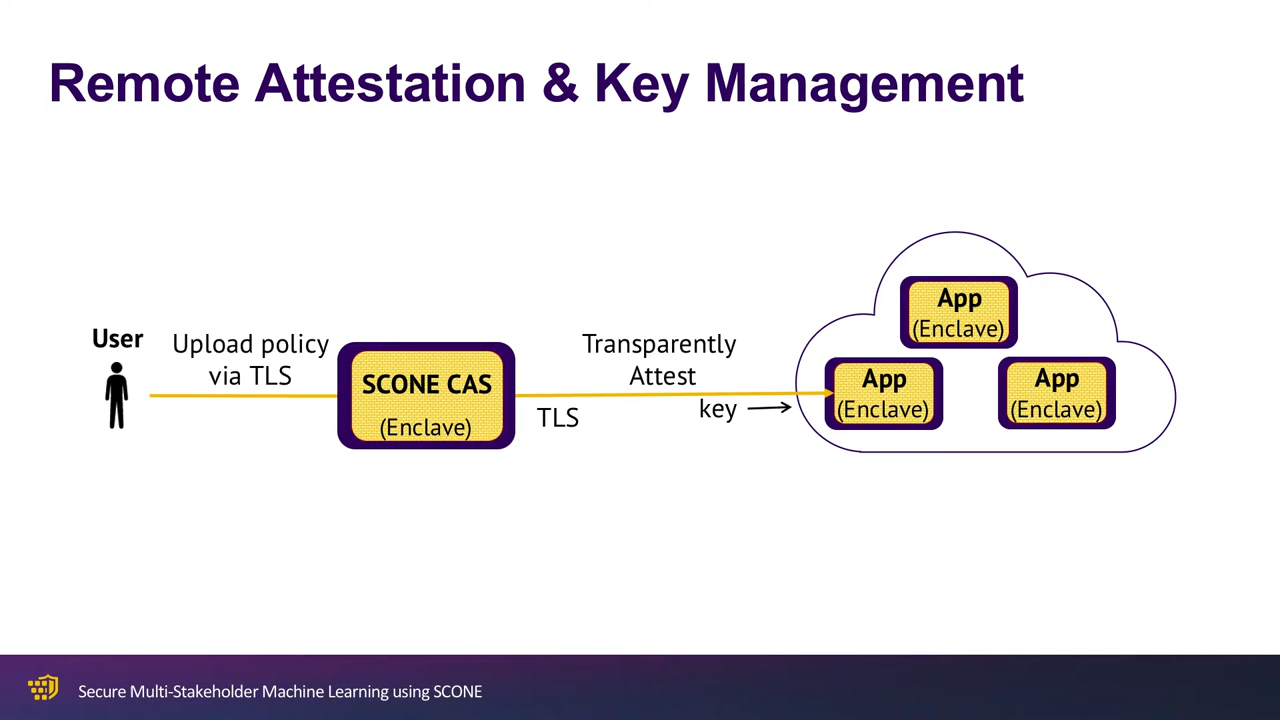 Remote Attestation & Key Management
User
Upload policy
via TLS
SCONE CAS
(Enclave)
TLS
Transparently
Attest
key
App
(Enclave)
App
(Enclave)
App
(Enclave)
Secure Multi-Stakeholder Machine Learning using SCONE